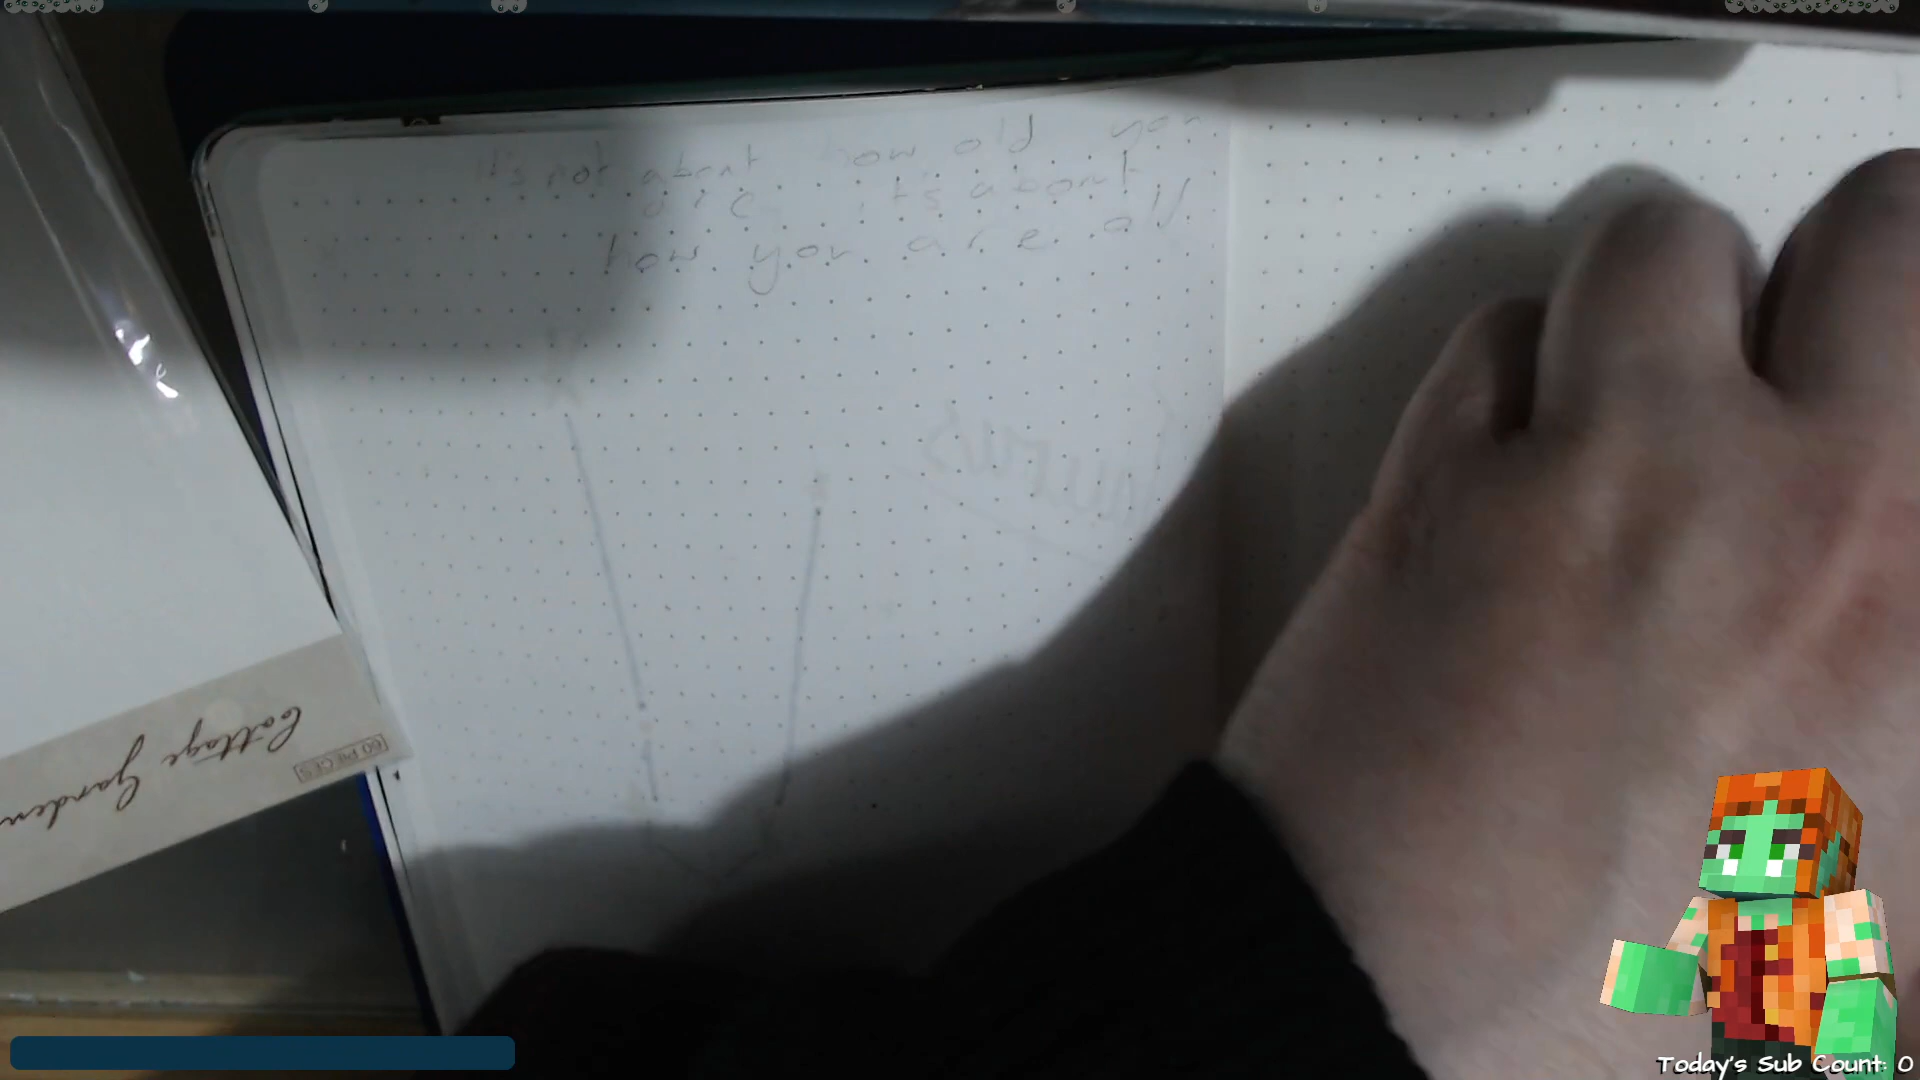 It's not about how old you
are. it's about
how you are old
Cottage Garden
60 PIECES
Today's Sub Count: 0